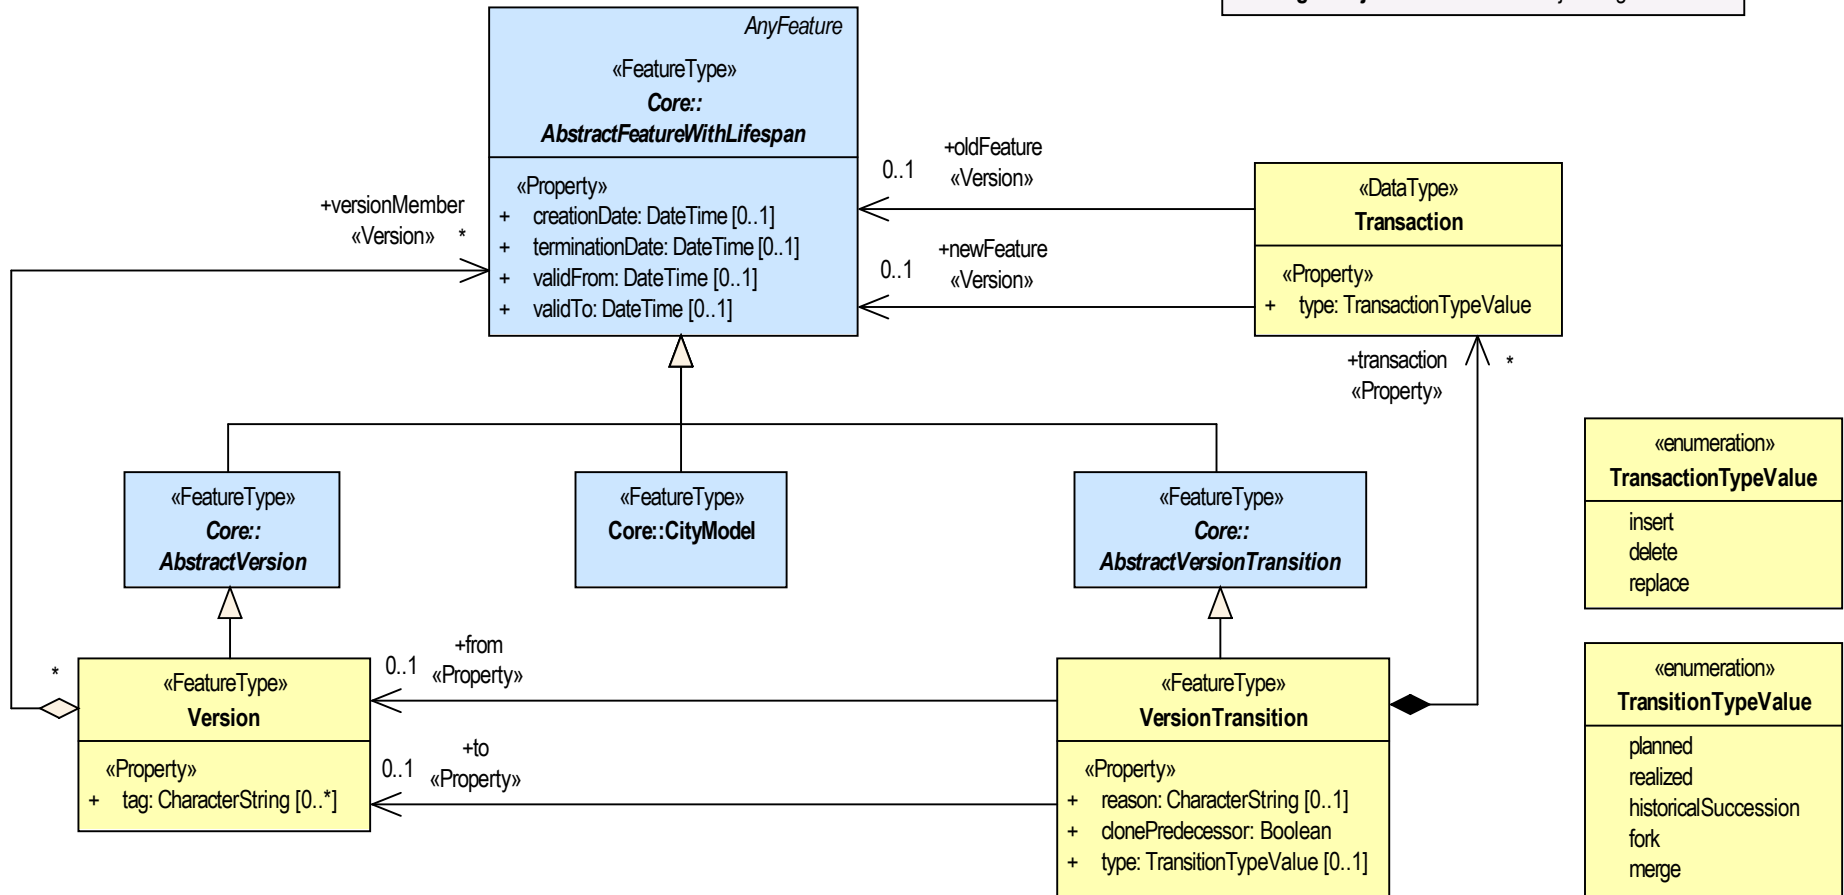 AnyFeature
«FeatureType»
Core::
AbstractFeatureWithLifespan
«Property»
+ creationDate: DateTime [0..1]
+ terminationDate: DateTime [0..1]
+ validFrom: DateTime [0..1]
+ validTo: DateTime [0..1]
+versionMember
«Version» *
+oldFeature
0..1 «Version»
+newFeature
0..1 «Version»
«DataType»
Transaction
«Property»
+ type: TransactionTypeValue
+transaction *
«Property»
«FeatureType»
Core::
AbstractVersion
«FeatureType»
Core::CityModel
«FeatureType»
Core::
AbstractVersionTransition
«enumeration»
TransactionTypeValue
insert
delete
replace
*
«FeatureType»
Version
«Property»
+ tag: CharacterString [0..*]
+from
0..1 «Property»
+to
0..1 «Property»
«FeatureType»
VersionTransition
«Property»
+ reason: CharacterString [0..1]
+ clonePredecessor: Boolean
+ type: TransitionTypeValue [0..1]
«enumeration»
TransitionTypeValue
planned
realized
historicalSuccession
fork
merge